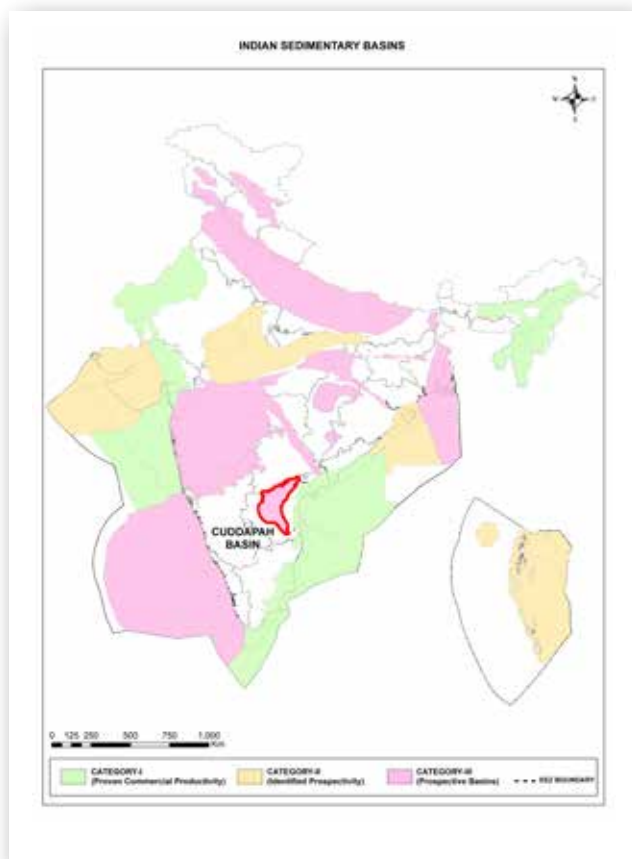 INDIAN SEDIMENTARY BASINS
N
W
E
S
CUDDAPAH
BASIN
0 125 250 500 750 1,000
Km
CATEGORY-I
(Proven Commercial Productivity)
CATEGORY-II
(Identified Prospectivity)
CATEGORY-III
(Prospective Basins)
EEZ BOUNDARY